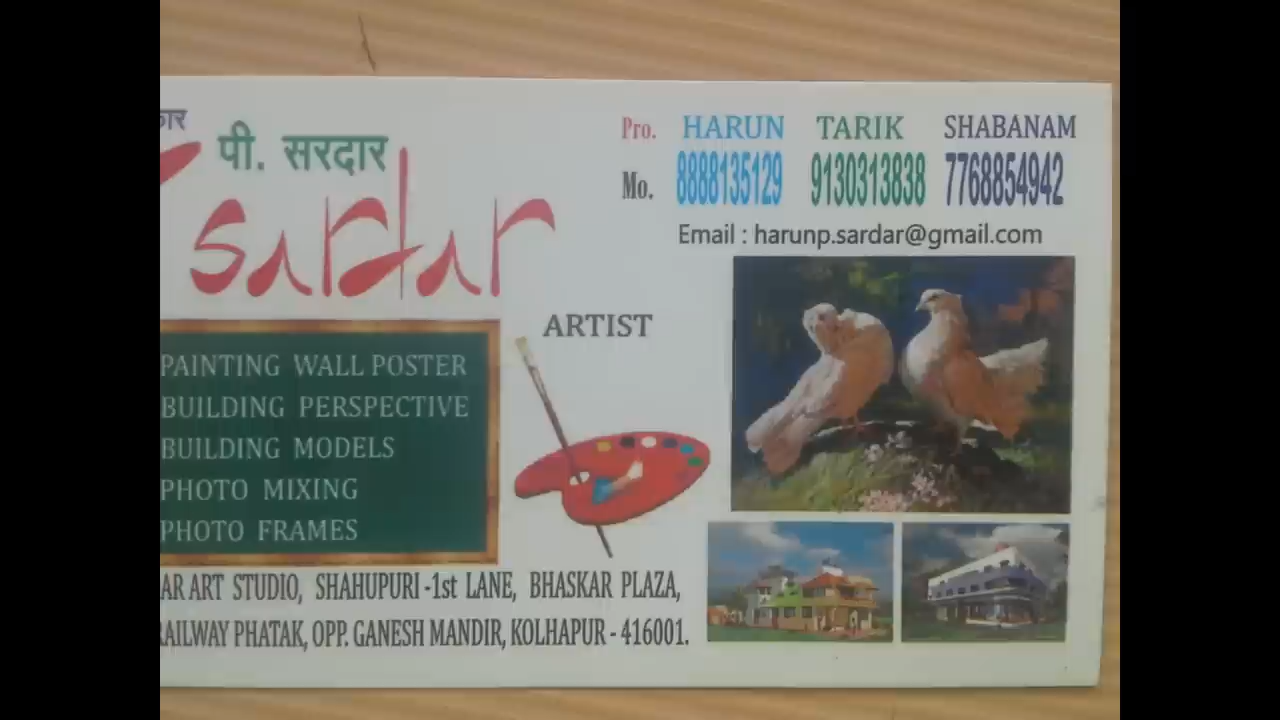 पी. सरदार
Sardar
Pro. HARUN TARIK SHABANAM
Mo. 8888135129 9130313838 7768854942
Email : harunp.sardar@gmail.com
ARTIST
PAINTING WALL POSTER
BUILDING PERSPECTIVE
BUILDING MODELS
PHOTO MIXING
PHOTO FRAMES
AR ART STUDIO, SHAHUPURI -1st LANE, BHASKAR PLAZA,
RAILWAY PHATAK, OPP. GANESH MANDIR, KOLHAPUR - 416001.